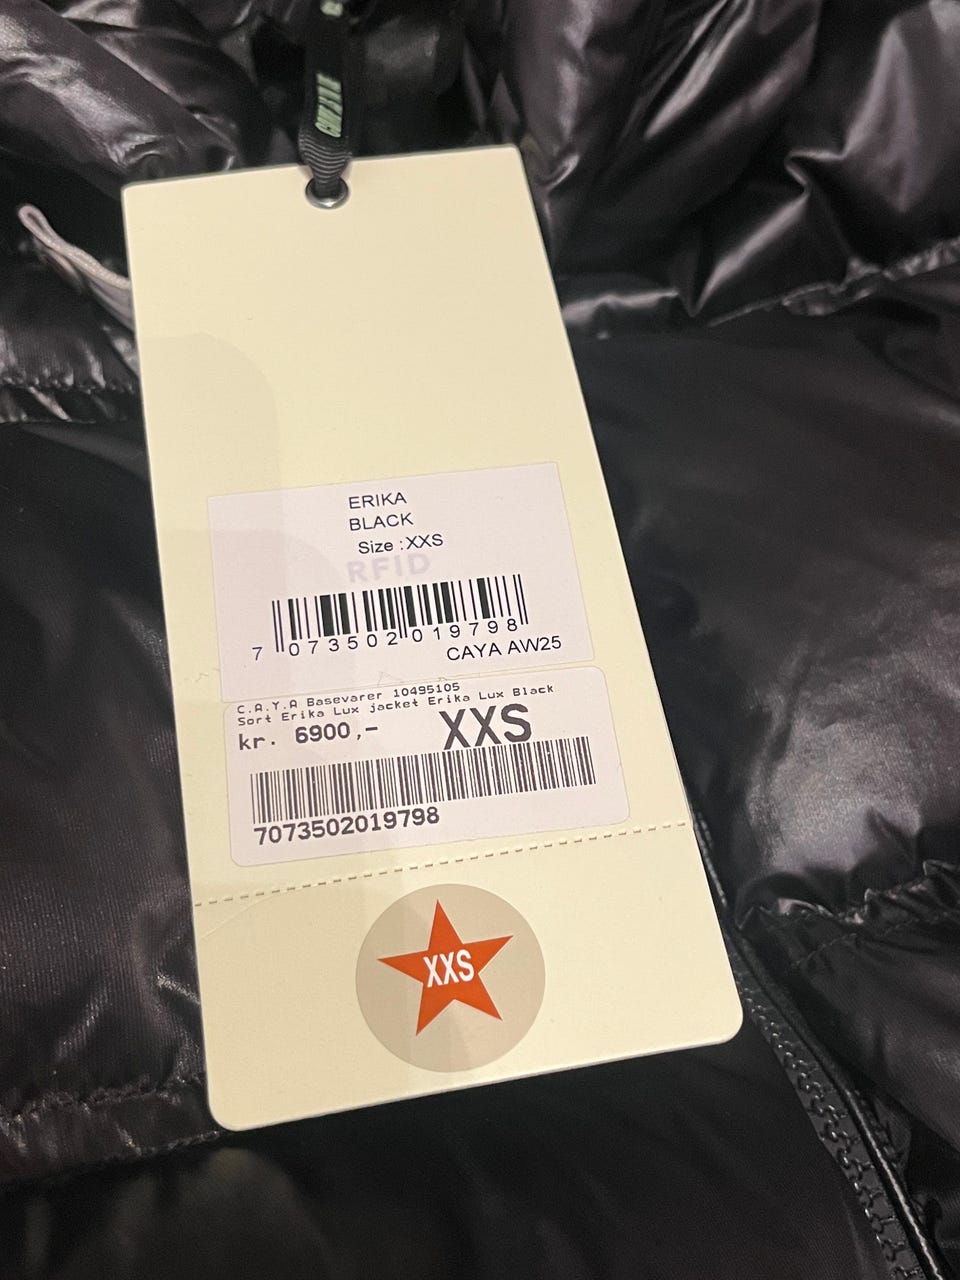 ERIKA
BLACK
Size :XXS
RFID
7 073502 019798
CAYA AW25
C.A.Y.A Basevarer 10495105
Sort Erika Lux jacket Erika Lux Black
kr. 6900,- XXS
7073502019798
XXS